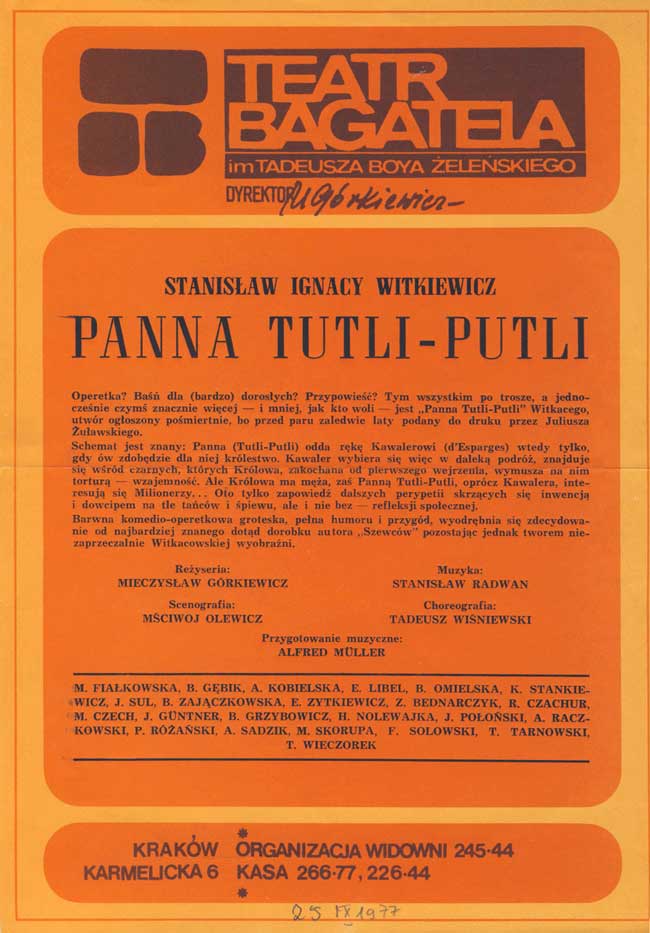 TB
TEATR
BAGATELA
im TADEUSZA BOYA ŻELEŃSKIEGO
DYREKTOR M Górkiewicz
STANISŁAW IGNACY WITKIEWICZ
PANNA TUTLI-PUTLI
Operetka? Baśń dla (bardzo) dorosłych? Przypowieść? Tym wszystkim po trosze, a jedno-
cześnie czymś znacznie więcej — i mniej, jak kto woli — jest „Panna Tutli-Putli" Witkacego,
utwór ogłoszony pośmiertnie, bo przed paru zaledwie laty podany do druku przez Juliusza
Żuławskiego.
Schemat jest znany: Panna (Tutli-Putli) odda rękę Kawalerowi (d'Esparges) wtedy tylko,
gdy ów zdobędzie dla niej królestwo. Kawaler wybiera się więc w daleką podróż, znajduje
się wśród czarnych, których Królowa, zakochana od pierwszego wejrzenia, wymusza na nim
torturą — wzajemność. Ale Królowa ma męża, zaś Panną Tutli-Putli, oprócz Kawalera, inte-
resują się Milionerzy... Oto tylko zapowiedź dalszych perypetii skrzących się inwencją
i dowcipem na tle tańców i śpiewu, ale i nie bez — refleksji społecznej.
Barwna komedio-operetkowa groteska, pełna humoru i przygód, wyodrębnia się zdecydowa-
nie od najbardziej znanego dotąd dorobku autora „Szewców" pozostając jednak tworem nie-
zaprzeczalnie Witkacowskiej wyobraźni.
Reżyseria:
MIECZYSŁAW GÓRKIEWICZ
Muzyka:
STANISŁAW RADWAN
Scenografia:
MŚCIWOJ OLEWICZ
Choreografia:
TADEUSZ WIŚNIEWSKI
Przygotowanie muzyczne:
ALFRED MÜLLER
M. FIAŁKOWSKA, B. GĘBIK, A. KOBIELSKA, E. LIBEL, B. OMIELSKA, K. STANKIE-
WICZ, J. SUL, B. ZAJĄCZKOWSKA, E. ZYTKIEWICZ, Z. BEDNARCZYK, R. CZACHUR,
M. CZECH, J. GÜNTNER, B. GRZYBOWICZ, H. NOLEWAJKA, J. POŁOŃSKI, A. RACZ-
KOWSKI, P. RÓŻAŃSKI, A. SADZIK, M. SKORUPA, F. SOLOWSKI, T. TARNOWSKI,
T. WIECZOREK
KRAKÓW ORGANIZACJA WIDOWNI 245-44
KARMELICKA 6 KASA 266-77, 226-44
25 IX 1977